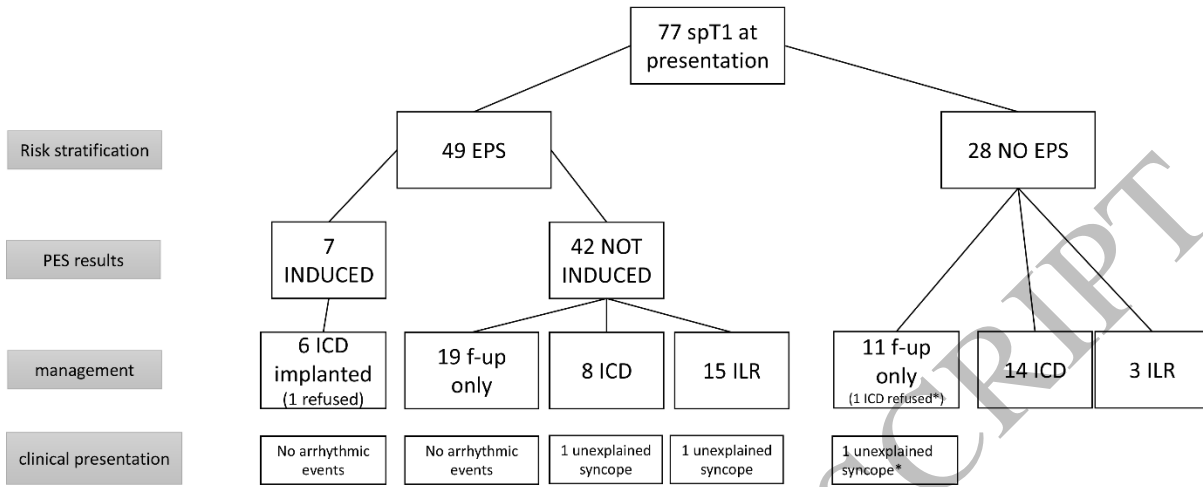 77 spT1 at
presentation
Risk stratification
49 EPS
28 NO EPS
PES results
7
INDUCED
42 NOT
INDUCED
management
6 ICD
implanted
(1 refused)
19 f-up
only
8 ICD
15 ILR
11 f-up
only
(1 ICD refused*)
14 ICD
3 ILR
clinical presentation
No arrhythmic
events
No arrhythmic
events
1 unexplained
syncope
1 unexplained
syncope
1 unexplained
syncope*
SCRIPT